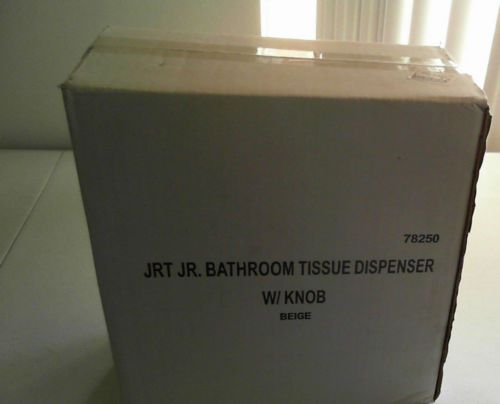 78250
JRT JR. BATHROOM TISSUE DISPENSER
W/ KNOB
BEIGE